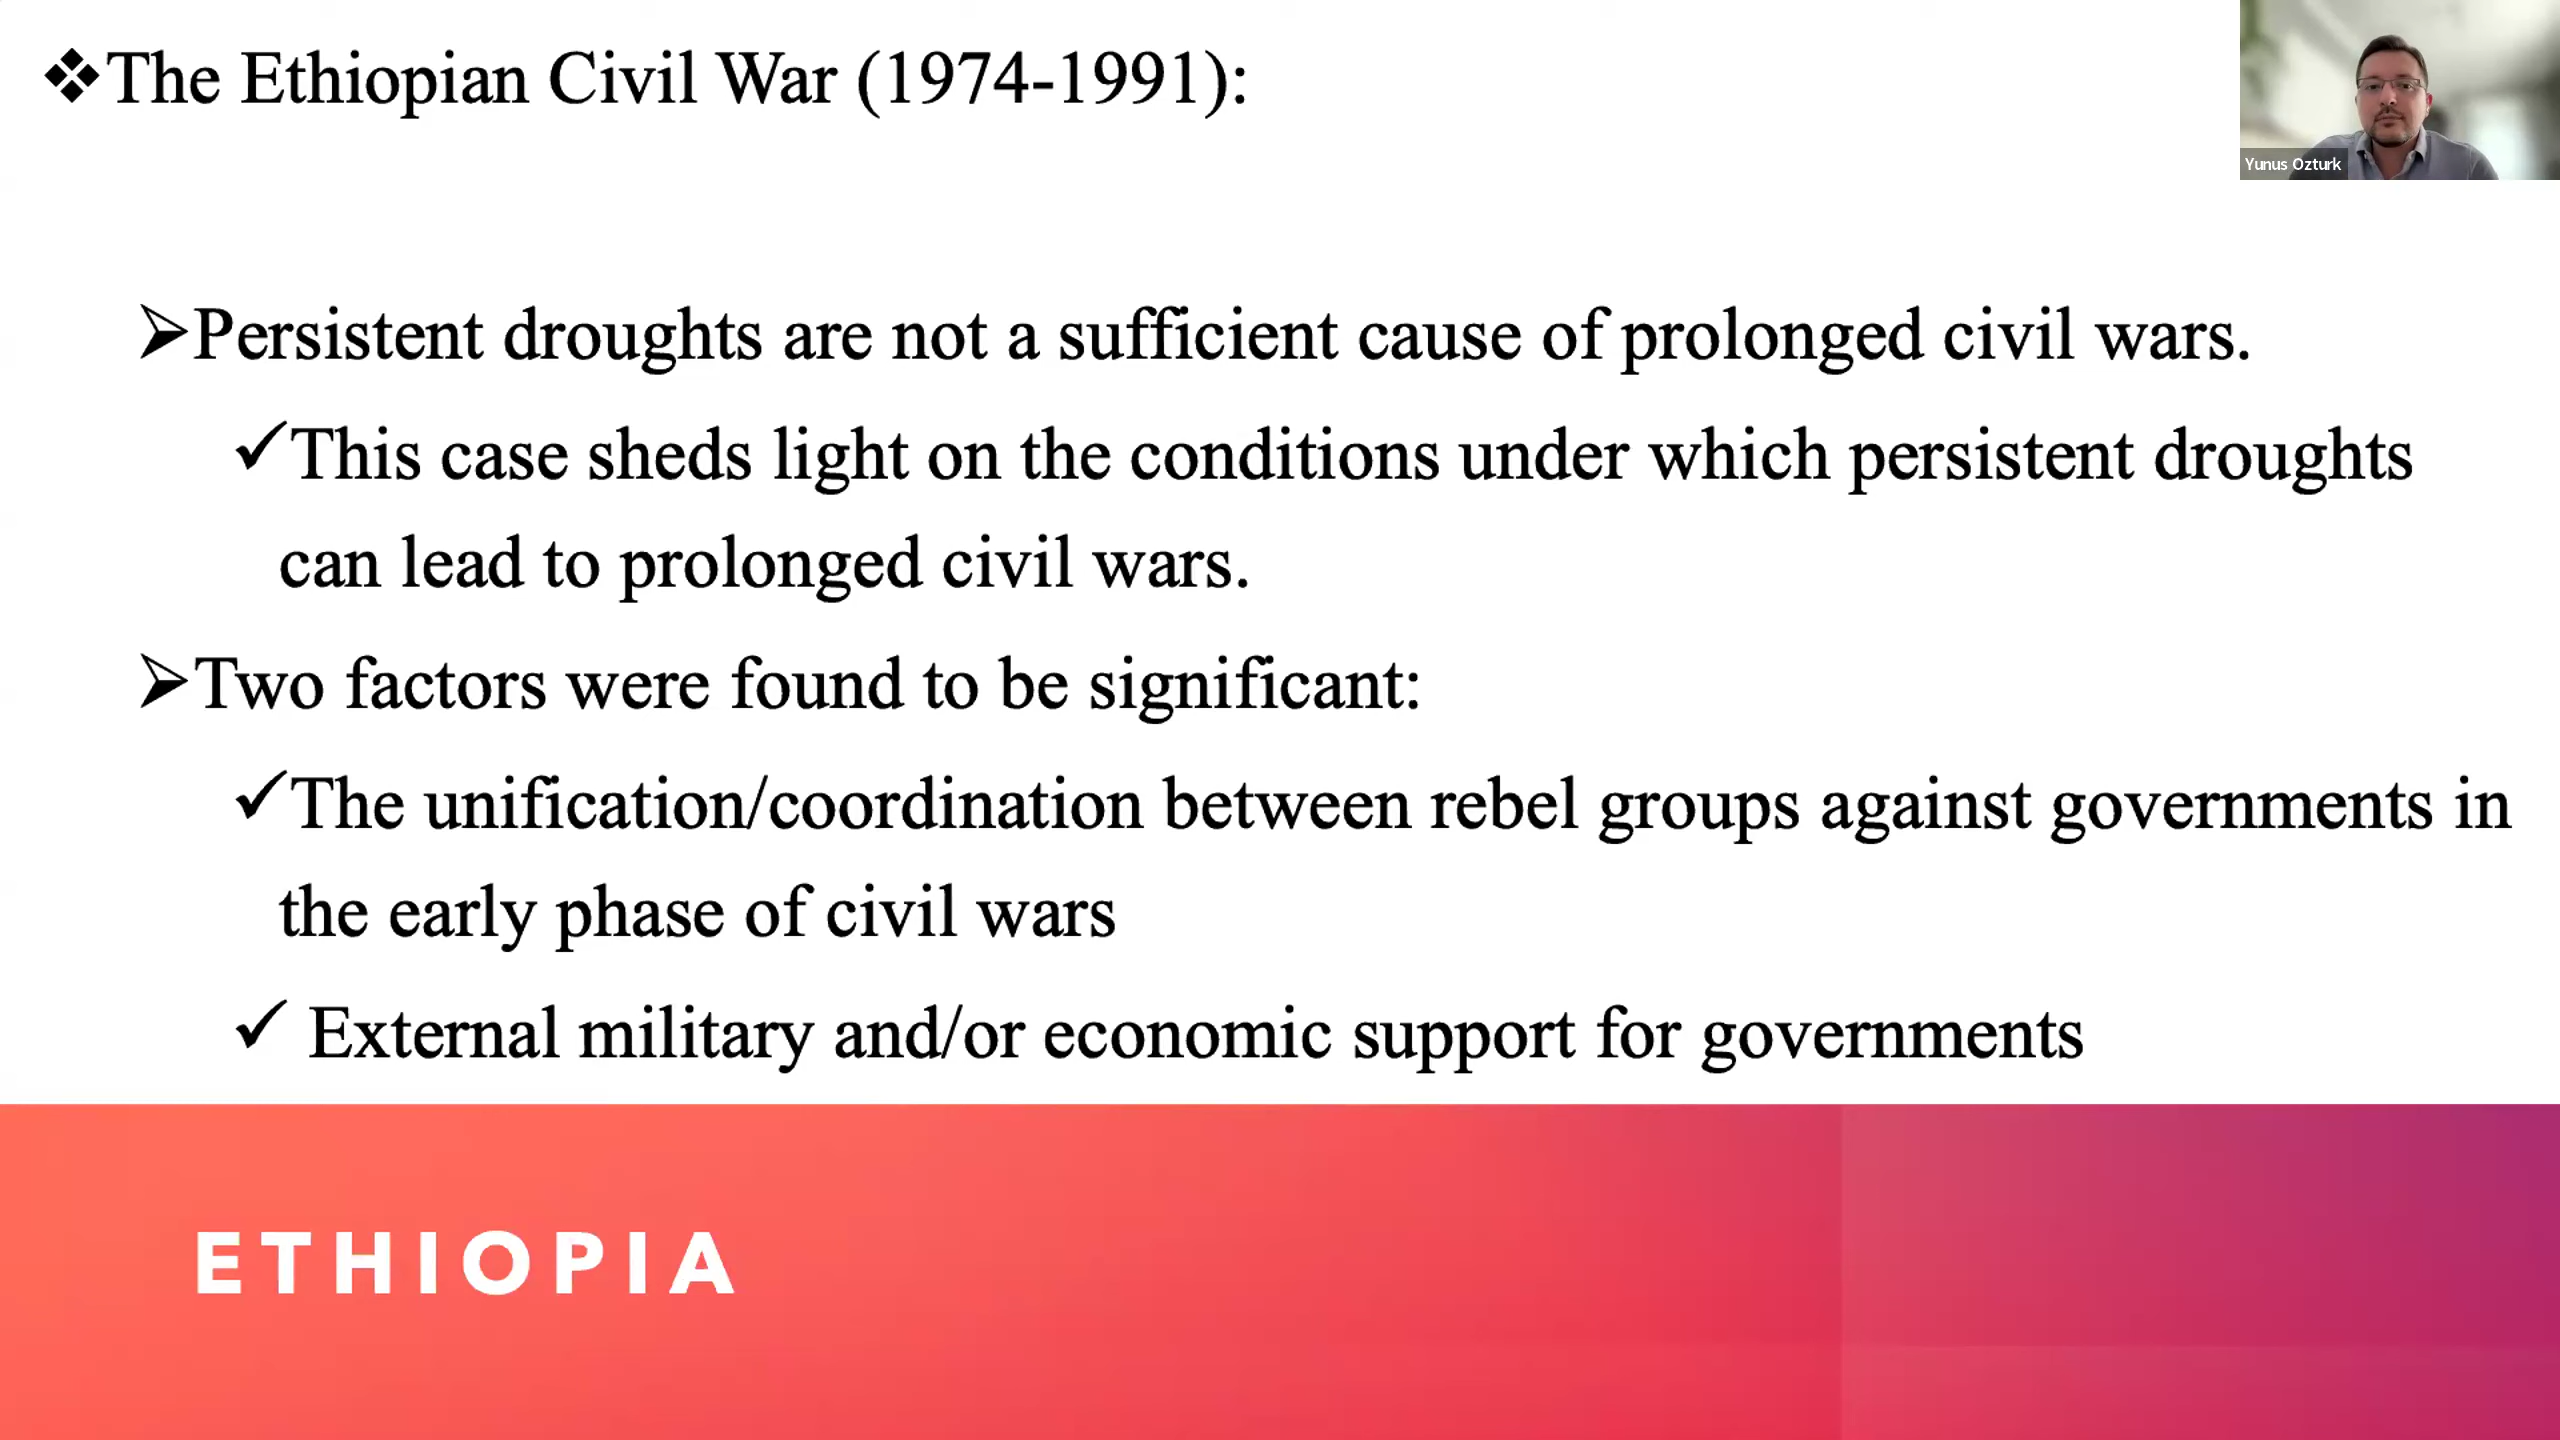 ❖The Ethiopian Civil War (1974-1991):
Yunus Ozturk
➢Persistent droughts are not a sufficient cause of prolonged civil wars.
✓This case sheds light on the conditions under which persistent droughts
can lead to prolonged civil wars.
➢Two factors were found to be significant:
✓The unification/coordination between rebel groups against governments in
the early phase of civil wars
✓ External military and/or economic support for governments
ETHIOPIA